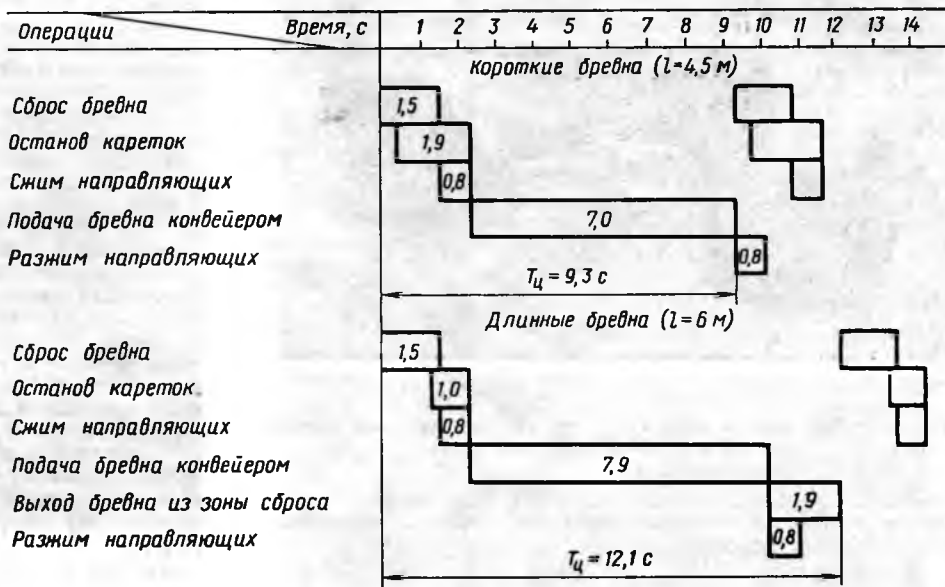 Операции Время, с 1 2 3 4 5 6 7 8 9 10 11 12 13 14
Короткие бревна (l=4,5 м)
Сброс бревна 1,5
Останов кареток 1,9
Сжим направляющих 0,8
Подача бревна конвейером 7,0
Разжим направляющих 0,8
Tц = 9,3 с
Длинные бревна (l=6 м)
Сброс бревна 1,5
Останов кареток 1,0
Сжим направляющих 0,8
Подача бревна конвейером 7,9
Выход бревна из зоны сброса 1,9
Разжим направляющих 0,8
Tц = 12,1 с